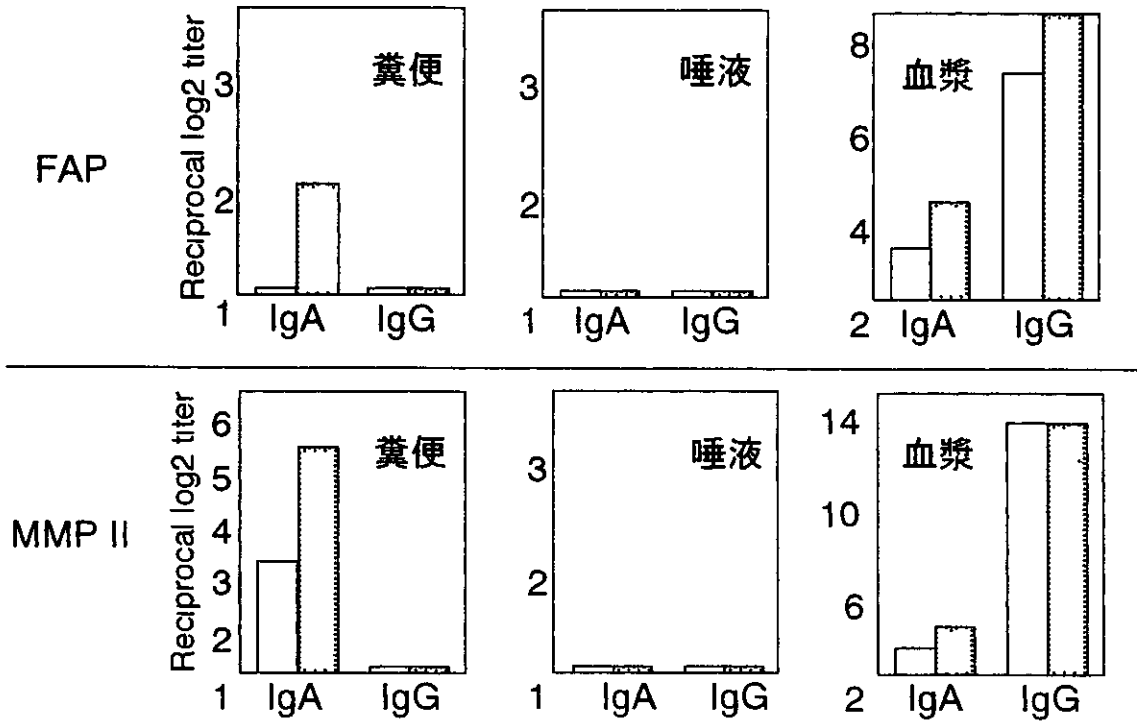 FAP
Reciprocal log2 titer
3
2
1
糞便
IgA IgG
3
2
1
唾液
IgA IgG
8
6
4
2
血漿
IgA IgG
MMP II
Reciprocal log2 titer
6
5
4
3
2
1
糞便
IgA IgG
3
2
1
唾液
IgA IgG
14
10
6
2
血漿
IgA IgG